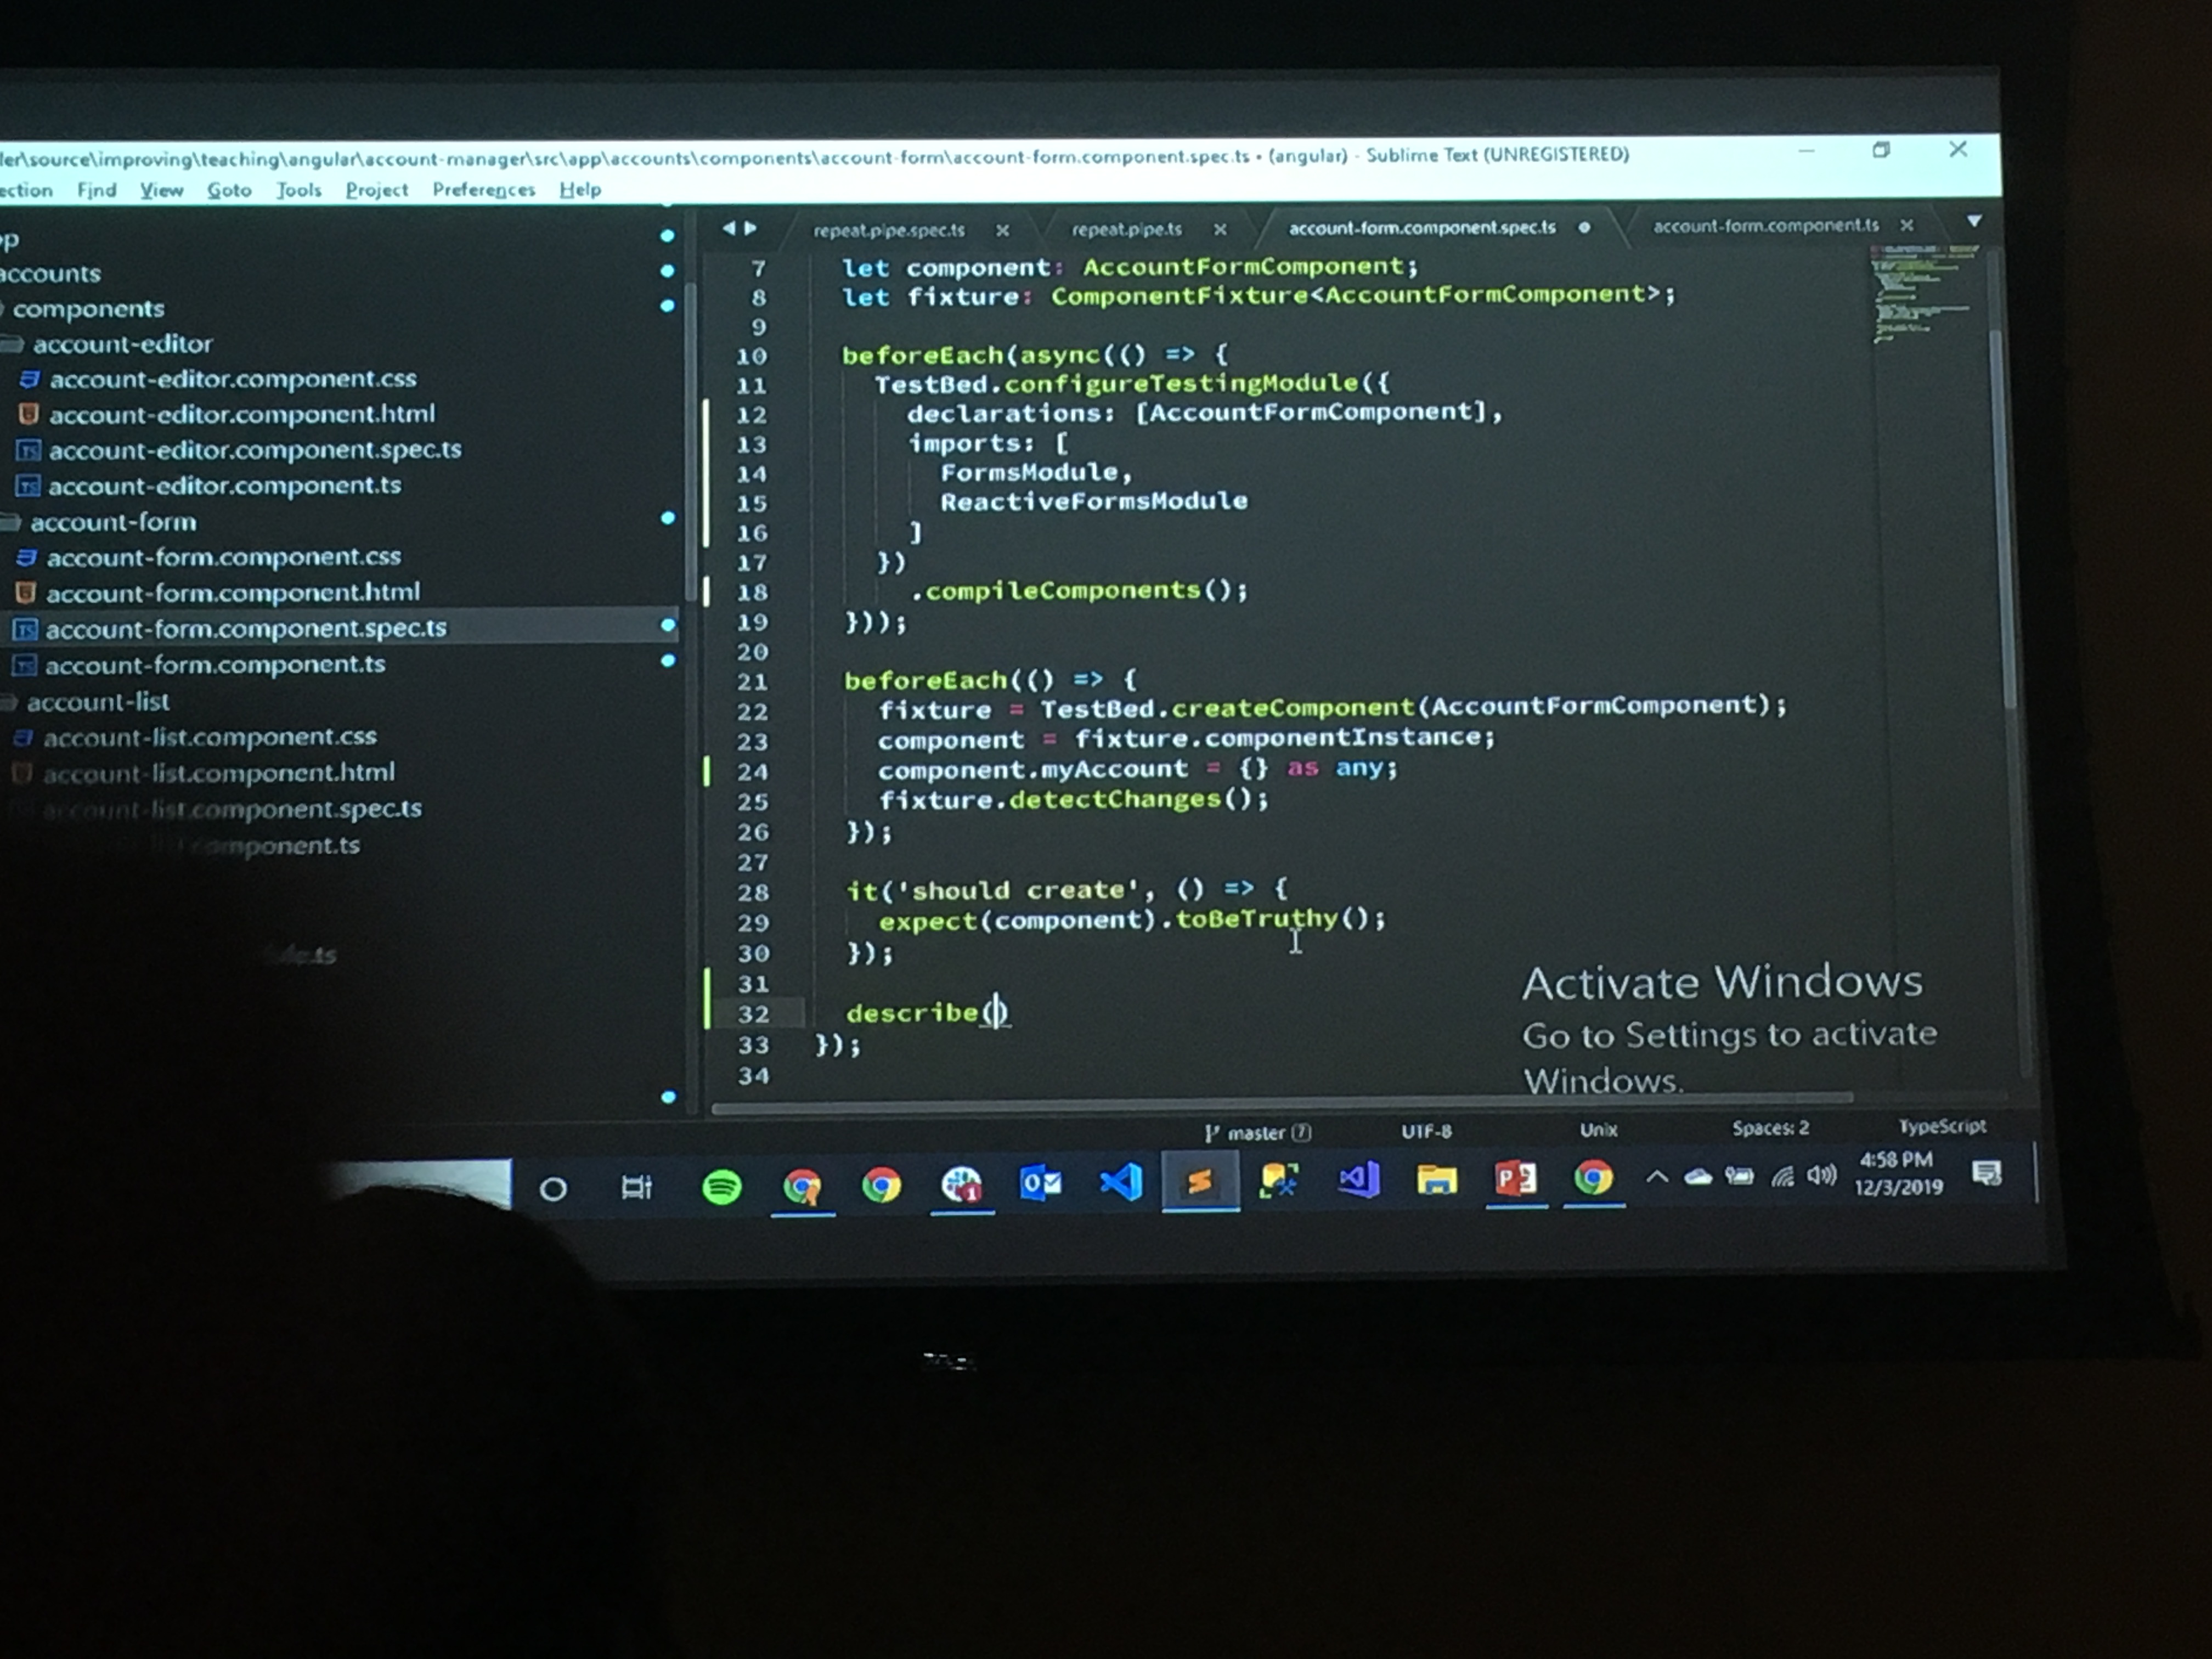 ler\source\improving\teaching\angular\account-manager\src\app\accounts\components\account-form\account-form.component.spec.ts • (angular) - Sublime Text (UNREGISTERED)
ection Find View Goto Tools Project Preferences Help
repeat.pipe.spec.ts repeat.pipe.ts account-form.component.spec.ts account-form.component.ts
p
accounts
components
account-editor
account-editor.component.css
account-editor.component.html
TS account-editor.component.spec.ts
TS account-editor.component.ts
account-form
account-form.component.css
account-form.component.html
TS account-form.component.spec.ts
TS account-form.component.ts
account-list
account-list.component.css
account-list.component.html
account-list.component.spec.ts
component.ts
.ts
7 let component: AccountFormComponent;
8 let fixture: ComponentFixture<AccountFormComponent>;
9
10 beforeEach(async(() => {
11 TestBed.configureTestingModule({
12 declarations: [AccountFormComponent],
13 imports: [
14 FormsModule,
15 ReactiveFormsModule
16 ]
17 })
18 .compileComponents();
19 }));
20
21 beforeEach(() => {
22 fixture = TestBed.createComponent(AccountFormComponent);
23 component = fixture.componentInstance;
24 component.myAccount = {} as any;
25 fixture.detectChanges();
26 });
27
28 it('should create', () => {
29 expect(component).toBeTruthy();
30 });
31
32 describe()
33 });
34
Activate Windows
Go to Settings to activate
Windows.
master (7) UTF-8 Unix Spaces: 2 TypeScript
4:58 PM
12/3/2019